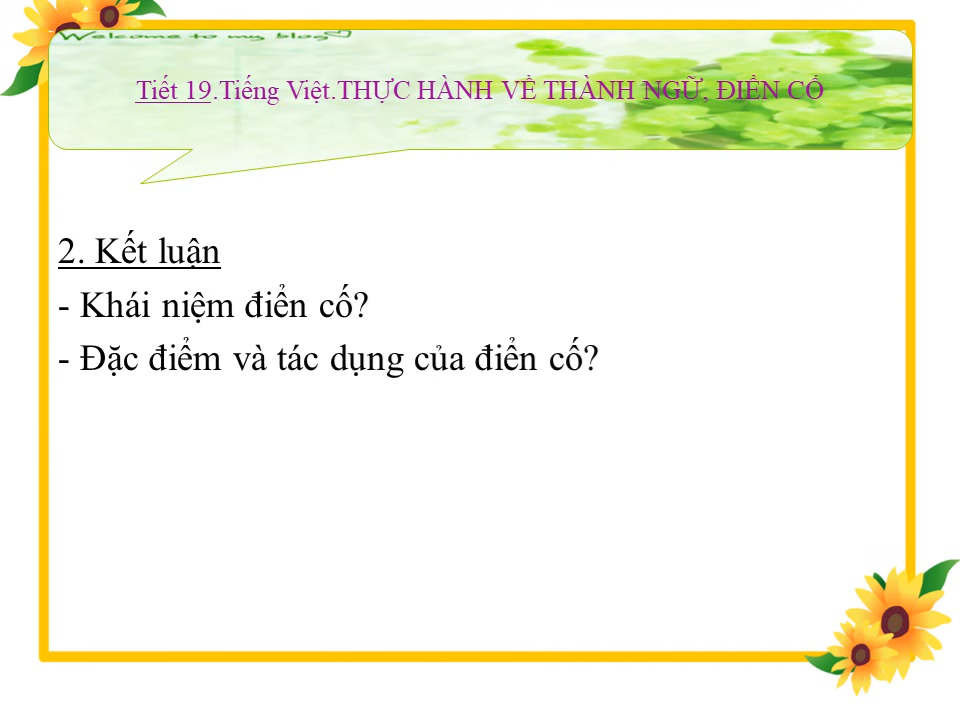 Welcome to my blog
Tiết 19.Tiếng Việt.THỰC HÀNH VỀ THÀNH NGỮ, ĐIỂN CỐ
2. Kết luận
- Khái niệm điển cố?
- Đặc điểm và tác dụng của điển cố?